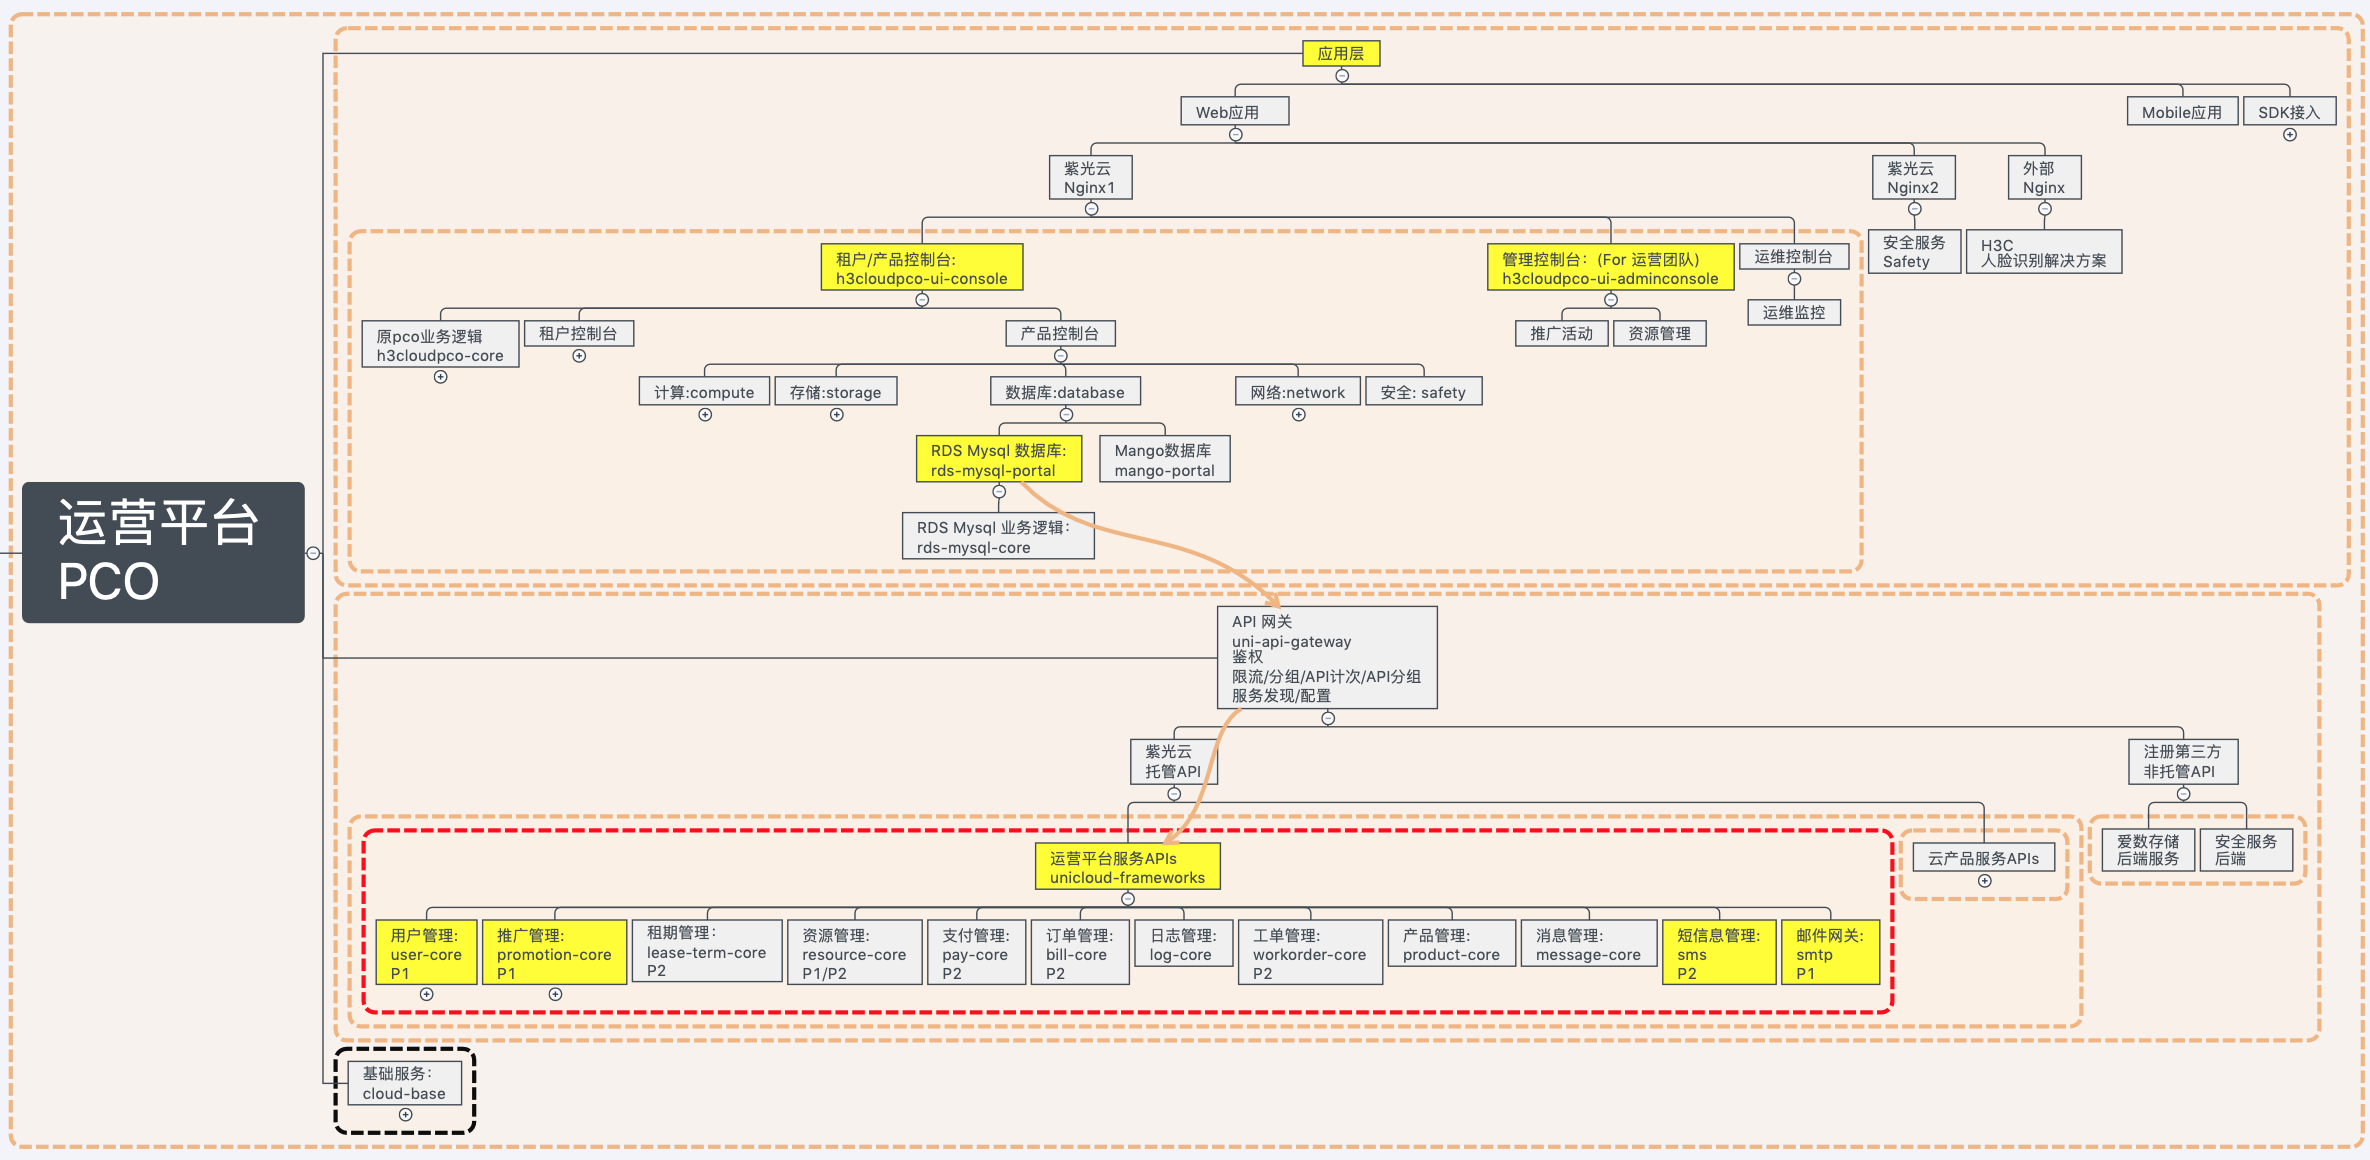 应用层
Web应用
Mobile应用
SDK接入
紫光云
Nginx1
紫光云
Nginx2
外部
Nginx
租户/产品控制台:
h3cloudpco-ui-console
管理控制台：(For 运营团队)
h3cloudpco-ui-adminconsole
运维控制台
安全服务
Safety
H3C
人脸识别解决方案
原pco业务逻辑
h3cloudpco-core
租户控制台
产品控制台
推广活动
资源管理
运维监控
计算:compute
存储:storage
数据库:database
网络:network
安全: safety
RDS Mysql 数据库:
rds-mysql-portal
Mango数据库
mango-portal
RDS Mysql 业务逻辑：
rds-mysql-core
运营平台
PCO
API 网关
uni-api-gateway
鉴权
限流/分组/API计次/API分组
服务发现/配置
紫光云
托管API
注册第三方
非托管API
运营平台服务APIs
unicloud-frameworks
云产品服务APIs
爱数存储
后端服务
安全服务
后端
用户管理:
user-core
P1
推广管理:
promotion-core
P1
租期管理：
lease-term-core
P2
资源管理:
resource-core
P1/P2
支付管理:
pay-core
P2
订单管理:
bill-core
P2
日志管理:
log-core
工单管理:
workorder-core
P2
产品管理:
product-core
消息管理:
message-core
短信息管理:
sms
P2
邮件网关:
smtp
P1
基础服务：
cloud-base